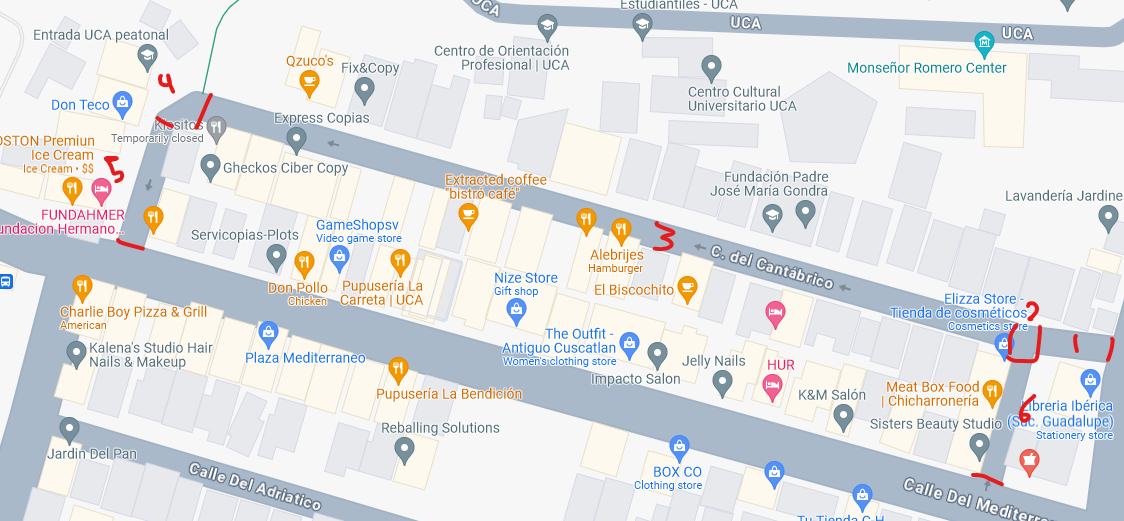 Estudiantiles - UCA
UCA
UCA
UCA
Entrada UCA peatonal
Centro de Orientación
Profesional | UCA
Monseñor Romero Center
4
Qzuco's
Fix&Copy
Centro Cultural
Universitario UCA
Don Teco
Express Copias
Kissitos
Temporarily closed
OSTON Premiun
Ice Cream
Ice Cream • $$
5
Gheckos Ciber Copy
Extracted coffee
"bistró café"
Fundación Padre
José María Gondra
Lavandería Jardine
FUNDAHMER
undacion Hermano...
Servicopias-Plots
GameShopsv
Video game store
3
C. del Cantábrico
Alebrijes
Hamburger
Don Pollo
Chicken
Pupusería La
Carreta | UCA
Nize Store
Gift shop
El Biscochito
Elizza Store -
Tienda de cosméticos
Cosmetics store
2
1
Charlie Boy Pizza & Grill
American
Kalena's Studio Hair
Nails & Makeup
Plaza Mediterraneo
The Outfit -
Antiguo Cuscatlan
Women's clothing store
Impacto Salon
Jelly Nails
HUR
K&M Salón
Meat Box Food
| Chicharronería
6
Libreria Ibérica
(Suc. Guadalupe)
Stationery store
Pupusería La Bendición
Sisters Beauty Studio
Reballing Solutions
Jardin Del Pan
Calle Del Adriatico
BOX CO
Clothing store
Calle Del Mediterr
Tu Tienda C.H